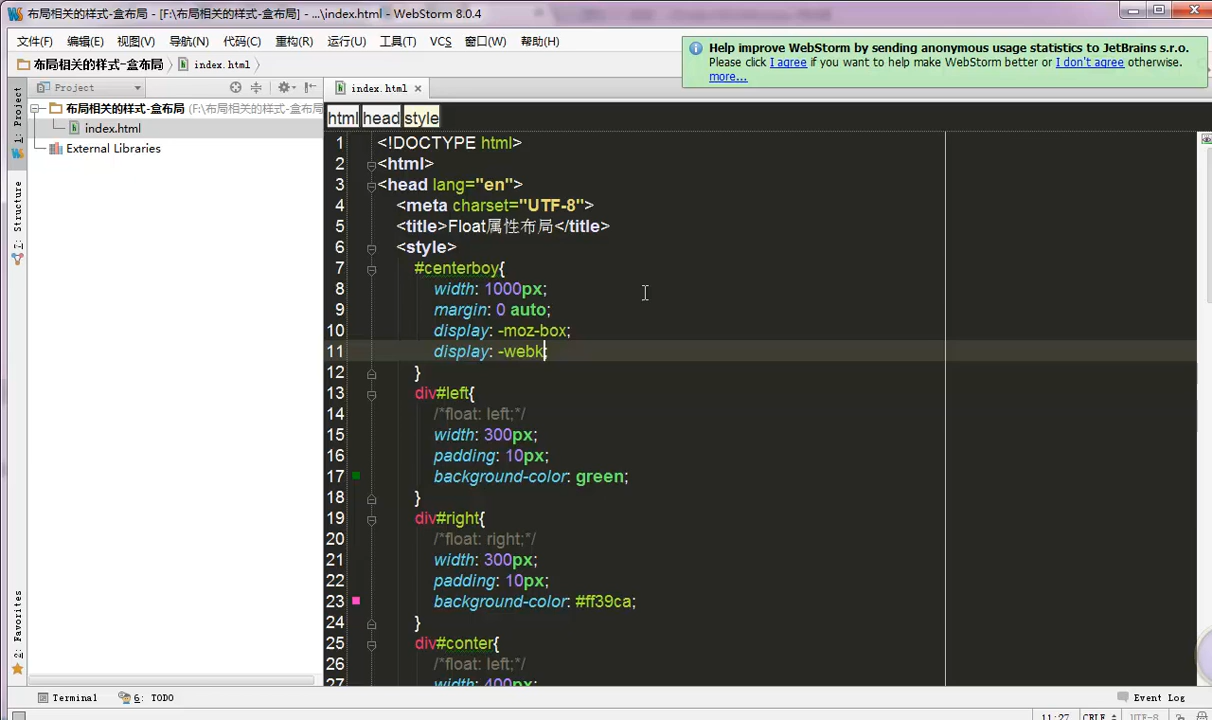 布局相关的样式-盒布局 - [F:\布局相关的样式-盒布局] - ...\index.html - WebStorm 8.0.4
文件(F) 编辑(E) 视图(V) 导航(N) 代码(C) 重构(R) 运行(U) 工具(T) VCS 窗口(W) 帮助(H)
Help improve WebStorm by sending anonymous usage statistics to JetBrains s.r.o.
Please click I agree if you want to help make WebStorm better or I don't agree otherwise.
more...
布局相关的样式-盒布局 index.html
1: Project
Project
布局相关的样式-盒布局 (F:\布局相关的样式-盒布局
index.html
External Libraries
7: Structure
2: Favorites
index.html
html head style
1 <!DOCTYPE html>
2 <html>
3 <head lang="en">
4 <meta charset="UTF-8">
5 <title>Float属性布局</title>
6 <style>
7 #centerboy{
8 width: 1000px;
9 margin: 0 auto;
10 display: -moz-box;
11 display: -webk;
12 }
13 div#left{
14 /*float: left;*/
15 width: 300px;
16 padding: 10px;
17 background-color: green;
18 }
19 div#right{
20 /*float: right;*/
21 width: 300px;
22 padding: 10px;
23 background-color: #ff39ca;
24 }
25 div#conter{
26 /*float: left;*/
27 width: 400px;
Terminal 6: TODO Event Log
11:27 CRLF UTF-8